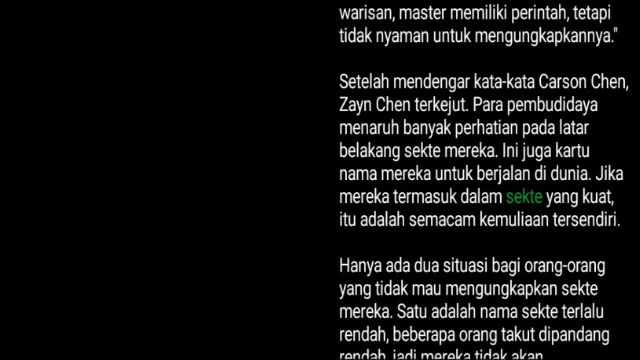 warisan, master memiliki perintah, tetapi
tidak nyaman untuk mengungkapkannya."
Setelah mendengar kata-kata Carson Chen,
Zayn Chen terkejut. Para pembudidaya
menaruh banyak perhatian pada latar
belakang sekte mereka. Ini juga kartu
nama mereka untuk berjalan di dunia. Jika
mereka termasuk dalam sekte yang kuat,
itu adalah semacam kemuliaan tersendiri.
Hanya ada dua situasi bagi orang-orang
yang tidak mau mengungkapkan sekte
mereka. Satu adalah nama sekte terlalu
rendah, beberapa orang takut dipandang
rendah, jadi mereka tidak akan